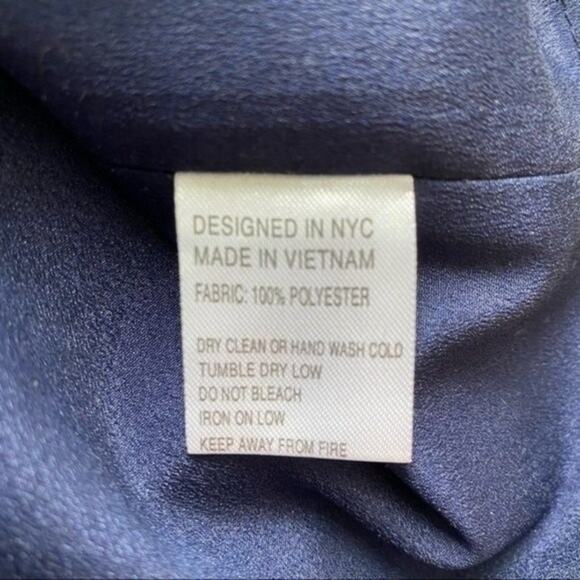 DESIGNED IN NYC
MADE IN VIETNAM
FABRIC: 100% POLYESTER
DRY CLEAN OR HAND WASH COLD
TUMBLE DRY LOW
DO NOT BLEACH
IRON ON LOW
KEEP AWAY FROM FIRE